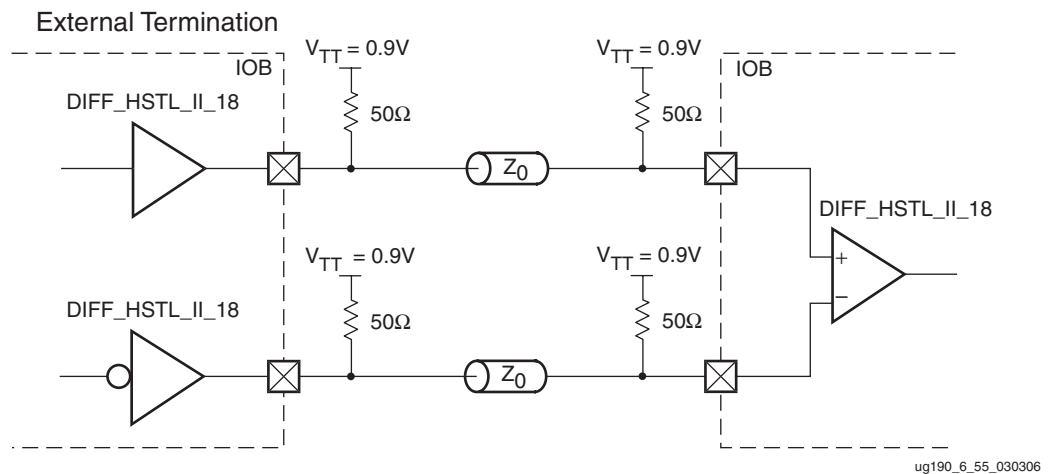 External Termination
IOB
V_TT = 0.9V
V_TT = 0.9V
IOB
DIFF_HSTL_II_18
50Ω
50Ω
Z_0
DIFF_HSTL_II_18
+
−
V_TT = 0.9V
V_TT = 0.9V
DIFF_HSTL_II_18
50Ω
50Ω
Z_0
ug190_6_55_030306